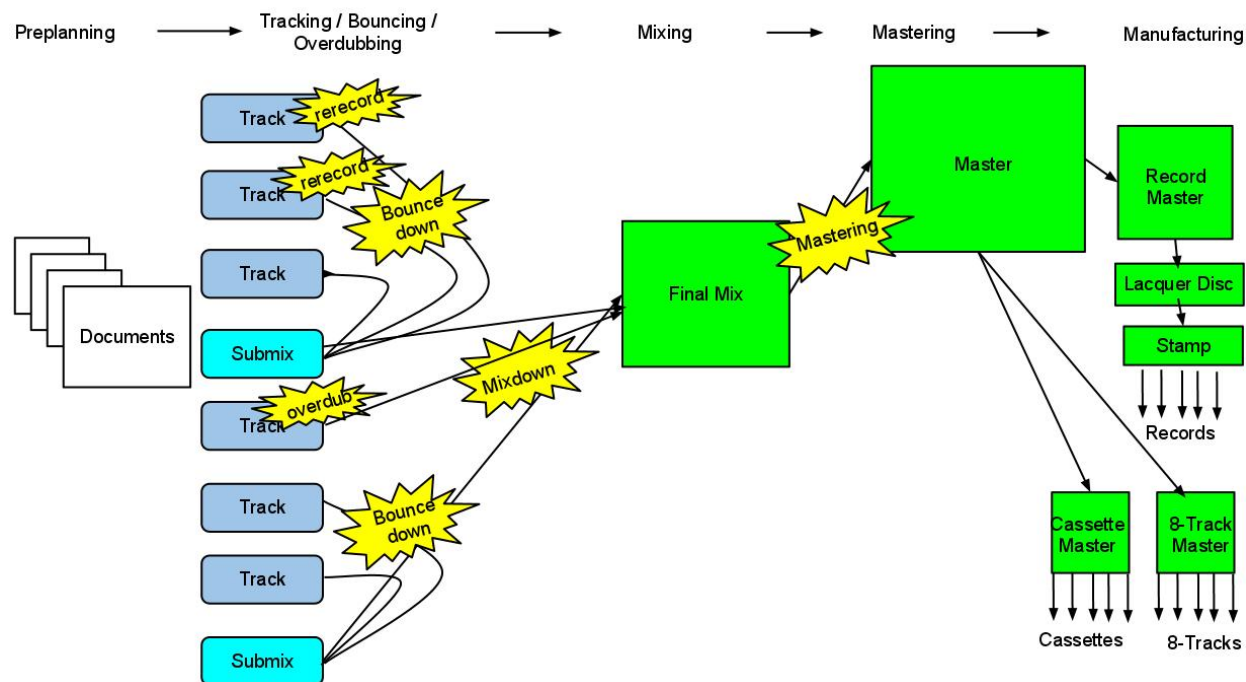 Preplanning
Tracking / Bouncing /
Overdubbing
Mixing
Mastering
Manufacturing
Documents
Track
rerecord
Track
rerecord
Bounce
down
Track
Submix
Track
overdub
Mixdown
Track
Bounce
down
Track
Submix
Final Mix
Mastering
Master
Record
Master
Lacquer Disc
Stamp
Records
Cassette
Master
Cassettes
8-Track
Master
8-Tracks